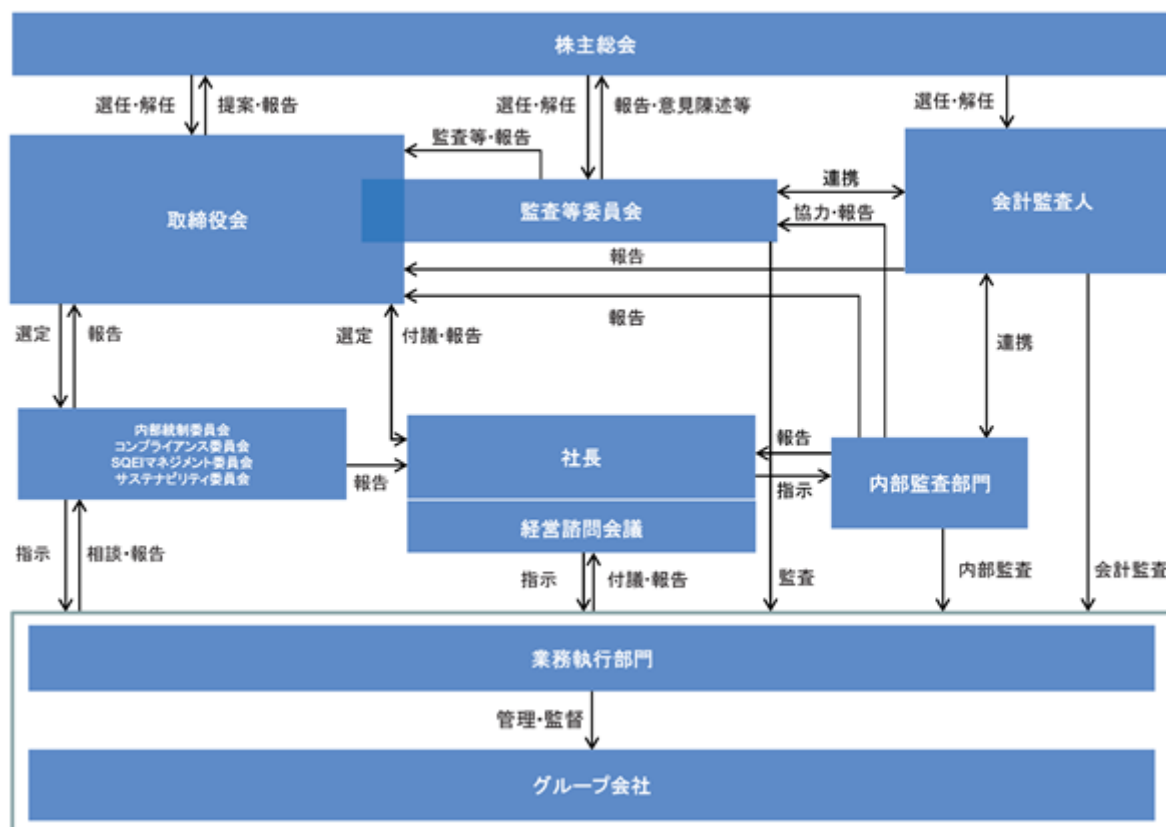 株主総会
選任・解任
提案・報告
選任・解任
報告・意見陳述等
選任・解任
監査等・報告
取締役会
監査等委員会
連携
会計監査人
協力・報告
報告
報告
選定
報告
選定
付議・報告
連携
内部統制委員会
コンプライアンス委員会
SQEIマネジメント委員会
サステナビリティ委員会
報告
社長
経営諮問会議
報告
指示
内部監査部門
指示
相談・報告
指示
付議・報告
監査
内部監査
会計監査
業務執行部門
管理・監督
グループ会社